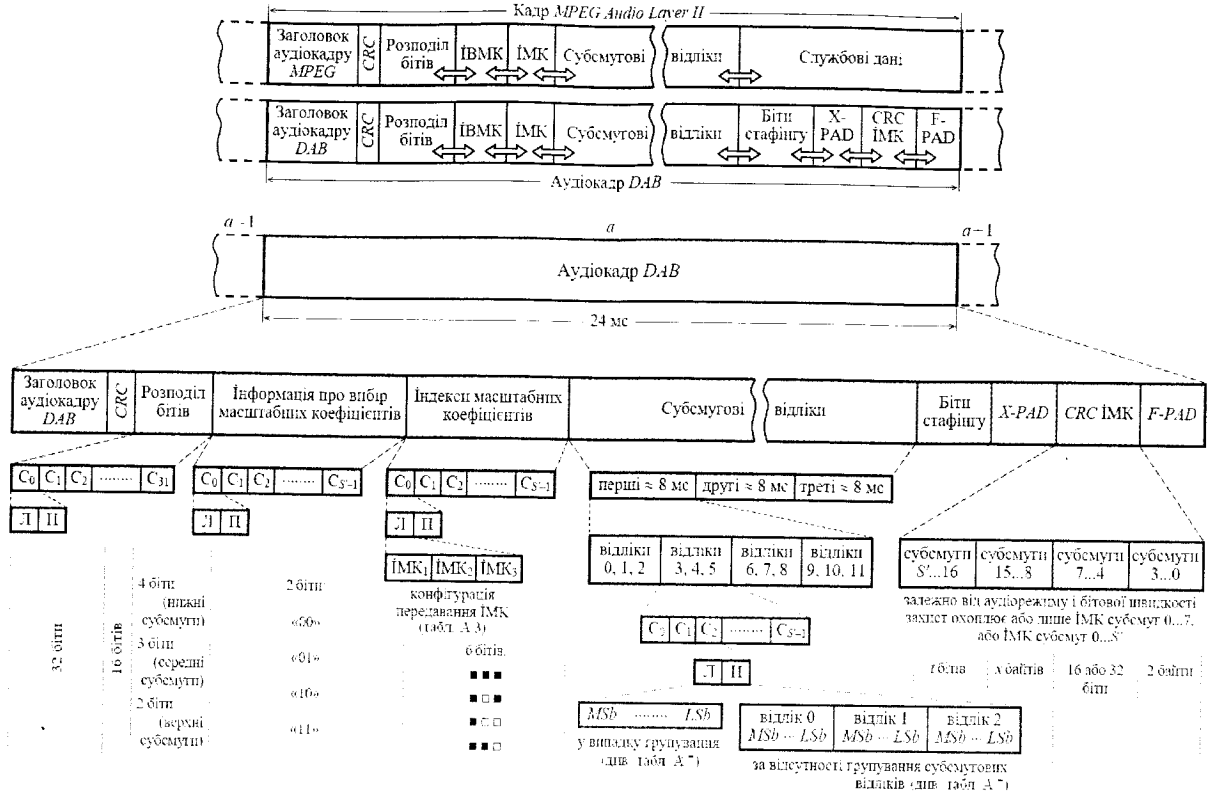 Кадр MPEG Audio Layer II
Заголовок аудіокадру MPEG
CRC
Розподіл бітів
ІВМК
ІМК
Субсмугові
відліки
Службові дані
Заголовок аудіокадру DAB
CRC
Розподіл бітів
ІВМК
ІМК
Субсмугові
відліки
Біти стафінгу
X-PAD
CRC ІМК
F-PAD
Аудіокадр DAB
a-1
a
a-1
Аудіокадр DAB
24 мс
Заголовок аудіокадру DAB
CRC
Розподіл бітів
Інформація про вибір масштабних коефіцієнтів
Індекси масштабних коефіцієнтів
Субсмугові
відліки
Біти стафінгу
X-PAD
CRC ІМК
F-PAD
C0 C1 C2 ........ C31
C0 C1 C2 ........ CS'-1
C0 C1 C2 ........ CS'-1
перші ≈ 8 мс
другі ≈ 8 мс
треті ≈ 8 мс
Л П
Л П
Л П
ІМК1 ІМК2 ІМК3
відліки 0, 1, 2
відліки 3, 4, 5
відліки 6, 7, 8
відліки 9, 10, 11
субсмуги S'...16
субсмуги 15...8
субсмуги 7...4
субсмуги 3...0
32 біти
16 бітів
4 біти
(нижні
субсмуги)
3 біти
(середні
субсмуги)
2 біти
(верхні
субсмуги)
2 біти
«00»
«01»
«10»
«11»
конфігурація
передавання ІМК
(табл. А.3)
6 бітів
C0 C1 C2 ........ CS'-1
Л П
залежно від аудіорежиму і бітової швидкості
захист охоплює або лише ІМК субсмуг 0...7,
або ІМК субсмуг 0...S'
t бітів
x байтів
16 або 32 біти
2 байти
MSb ........ LSb
у випадку групування
(див. табл. А.7)
відлік 0 MSb ... LSb
відлік 1 MSb ... LSb
відлік 2 MSb ... LSb
за відсутності групування субсмугових
відліків (див. табл. А.7)